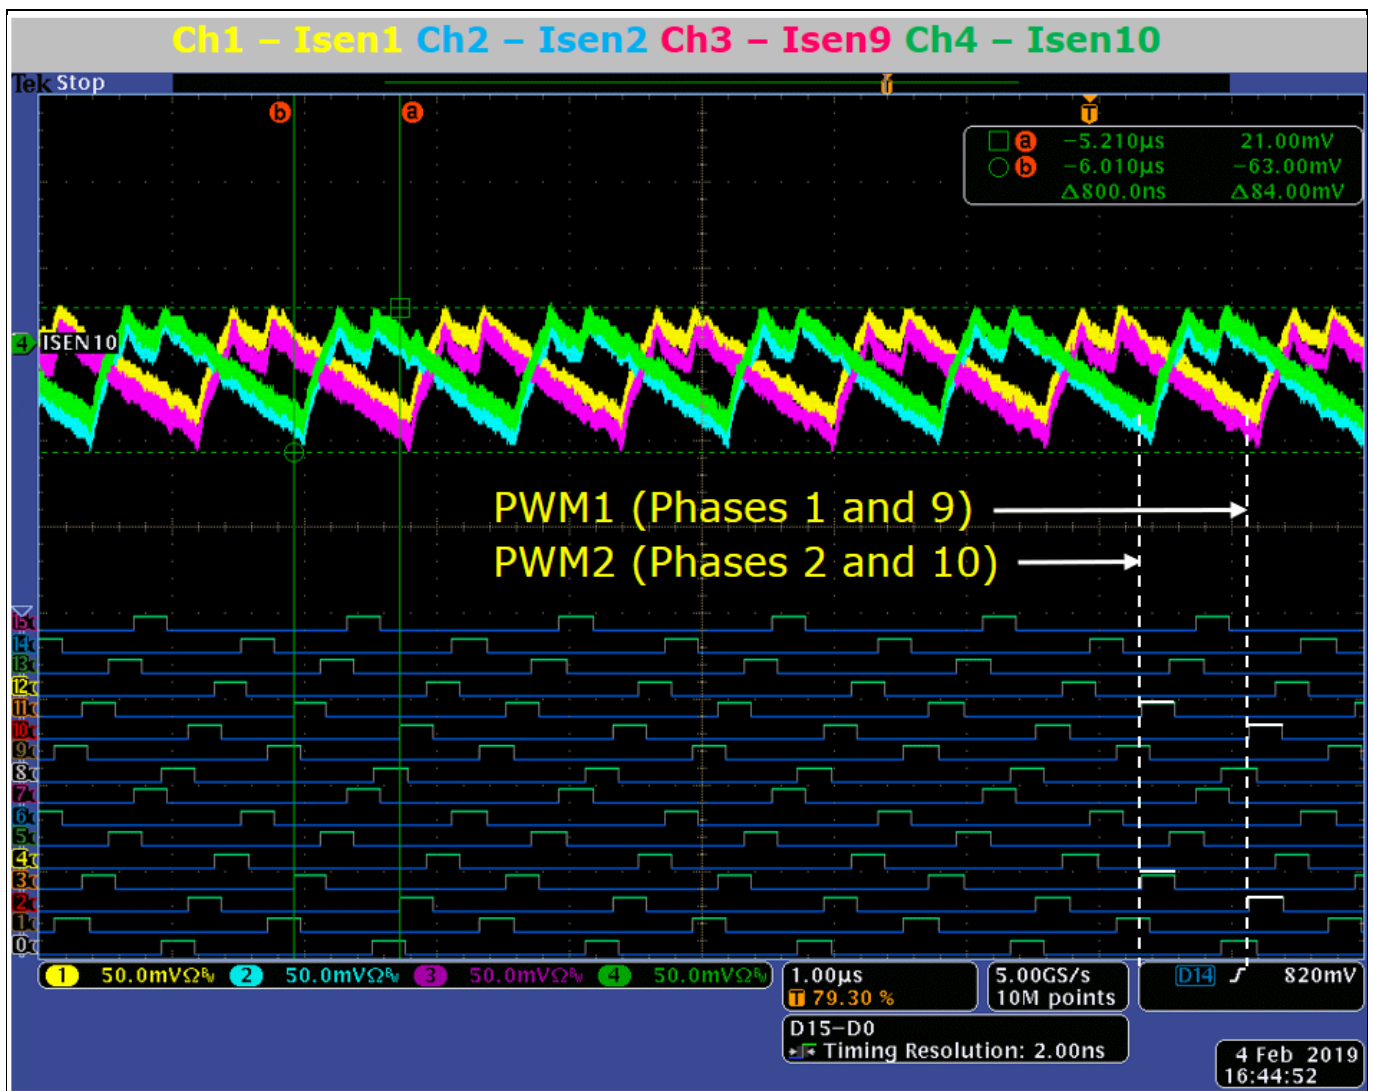 Ch1 – Isen1 Ch2 – Isen2 Ch3 – Isen9 Ch4 – Isen10
Tek Stop
b a
T
T
a −5.210µs 21.00mV
b −6.010µs −63.00mV
Δ800.0ns Δ84.00mV
4 ISEN10
PWM1 (Phases 1 and 9)
PWM2 (Phases 2 and 10)
15
14
13
12
11
10
9
8
7
6
5
4
3
2
1
0
1 50.0mVΩBW 2 50.0mVΩBW 3 50.0mVΩBW 4 50.0mVΩBW
1.00µs 5.00GS/s D14 820mV
T 79.30 % 10M points
D15−D0
Timing Resolution: 2.00ns
4 Feb 2019
16:44:52